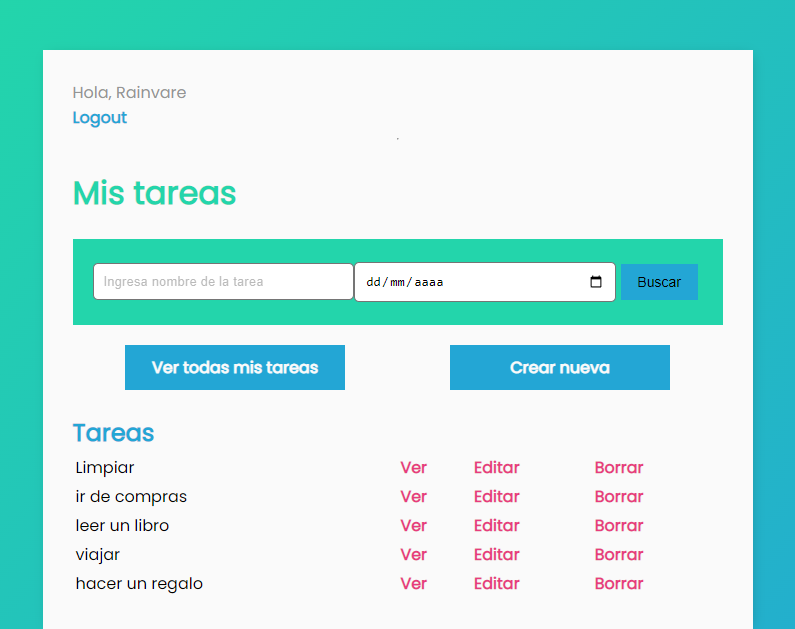 Hola, Rainvare
Logout
.
Mis tareas
Ingresa nombre de la tarea dd/mm/aaaa Buscar
Ver todas mis tareas Crear nueva
Tareas
Limpiar Ver Editar Borrar
ir de compras Ver Editar Borrar
leer un libro Ver Editar Borrar
viajar Ver Editar Borrar
hacer un regalo Ver Editar Borrar